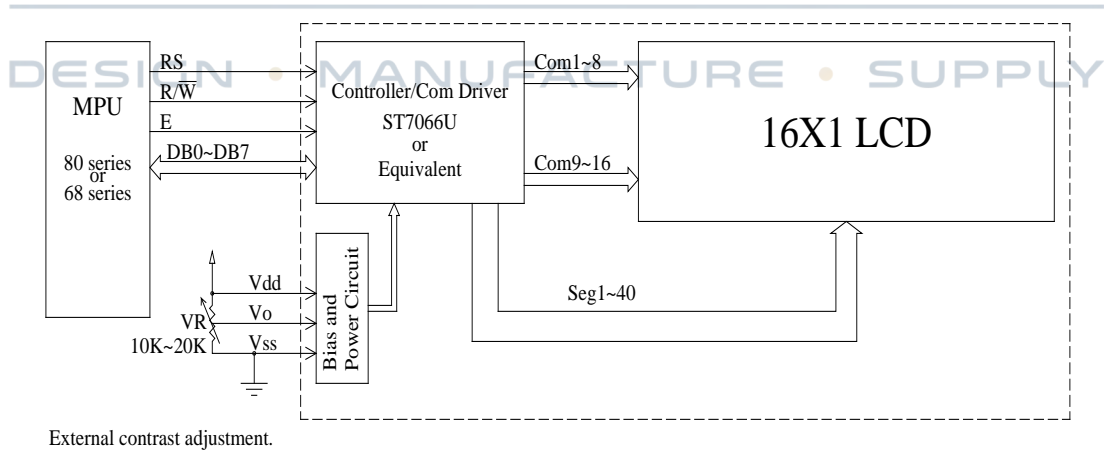 DESIGN • MANUFACTURE • SUPPLY
MPU
80 series
or
68 series
RS
R/W̅
E
DB0~DB7
Controller/Com Driver
ST7066U
or
Equivalent
Com1~8
Com9~16
16X1 LCD
Vdd
Vo
Vss
VR
10K~20K
Bias and
Power Circuit
Seg1~40
External contrast adjustment.